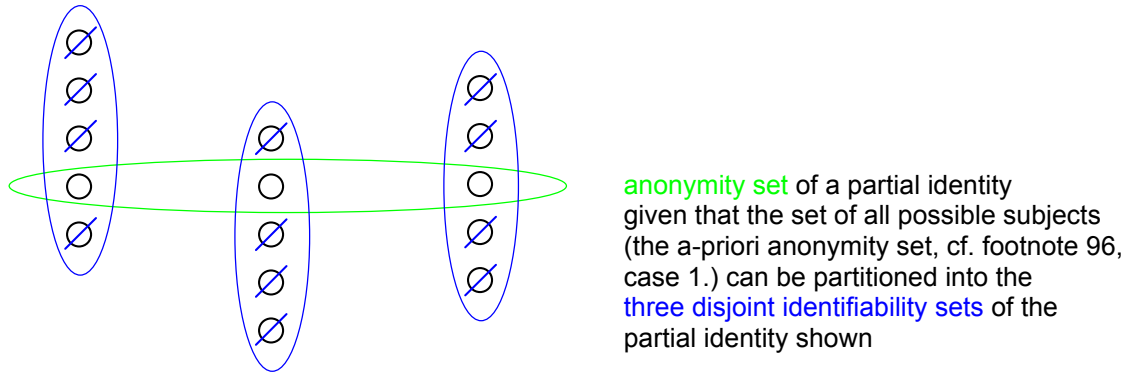 anonymity set of a partial identity
given that the set of all possible subjects
(the a-priori anonymity set, cf. footnote 96,
case 1.) can be partitioned into the
three disjoint identifiability sets of the
partial identity shown